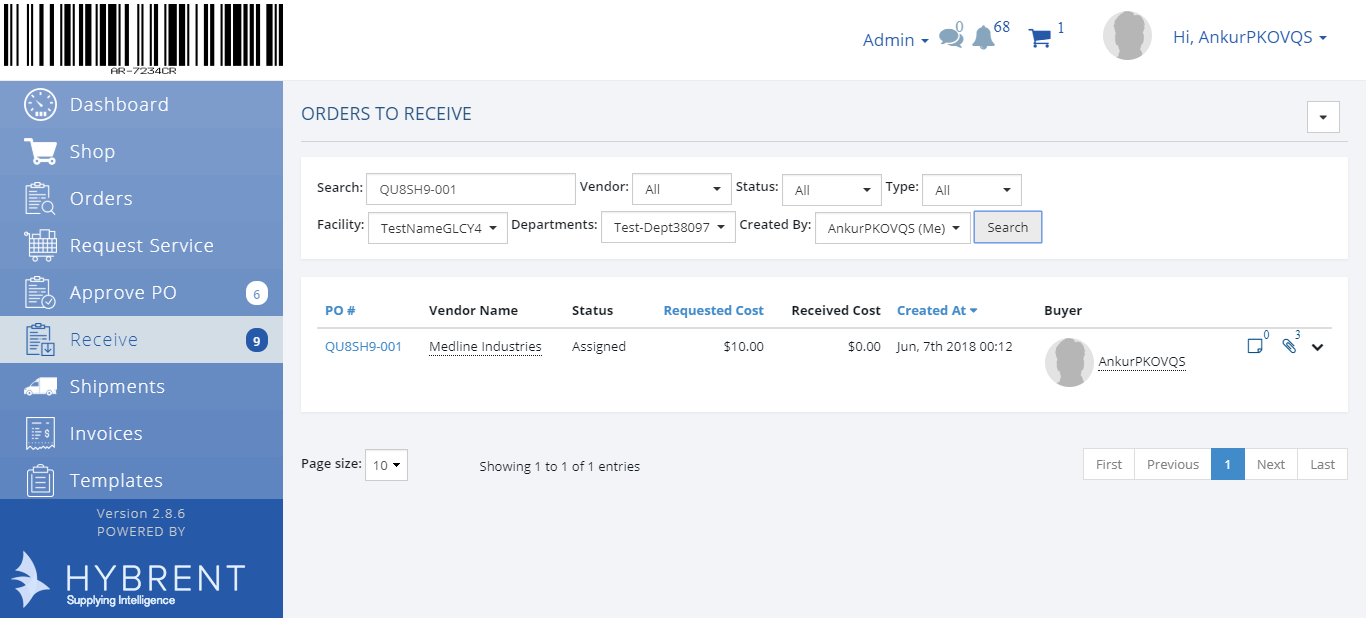 AR-7234CR
Admin 0 68 1 Hi, AnkurPKOVQS
Dashboard
Shop
Orders
Request Service
Approve PO 6
Receive 9
Shipments
Invoices
Templates
Version 2.8.6
POWERED BY
HYBRENT
Supplying Intelligence
ORDERS TO RECEIVE
Search: QU8SH9-001 Vendor: All Status: All Type: All
Facility: TestNameGLCY4 Departments: Test-Dept38097 Created By: AnkurPKOVQS (Me) Search
PO # Vendor Name Status Requested Cost Received Cost Created At Buyer
QU8SH9-001 Medline Industries Assigned $10.00 $0.00 Jun, 7th 2018 00:12 AnkurPKOVQS 0 3
Page size: 10 Showing 1 to 1 of 1 entries First Previous 1 Next Last